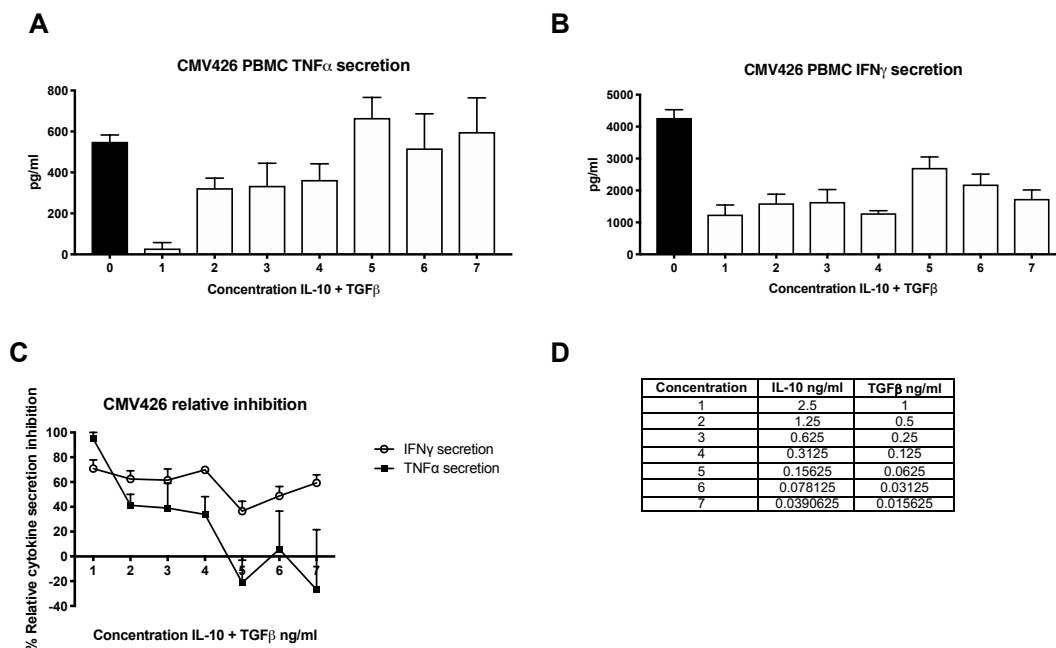 A
CMV426 PBMC TNFα secretion
800
600
400
200
0
pg/ml
0 1 2 3 4 5 6 7
Concentration IL-10 + TGFβ
B
CMV426 PBMC IFNγ secretion
5000
4000
3000
2000
1000
0
pg/ml
0 1 2 3 4 5 6 7
Concentration IL-10 + TGFβ
C
CMV426 relative inhibition
100
80
60
40
20
0
-20
-40
% Relative cytokine secretion inhibition
1 2 3 4 5 6 7
Concentration IL-10 + TGFβ ng/ml
IFNγ secretion
TNFα secretion
D
Concentration IL-10 ng/ml TGFβ ng/ml
1 2.5 1
2 1.25 0.5
3 0.625 0.25
4 0.3125 0.125
5 0.15625 0.0625
6 0.078125 0.03125
7 0.0390625 0.015625